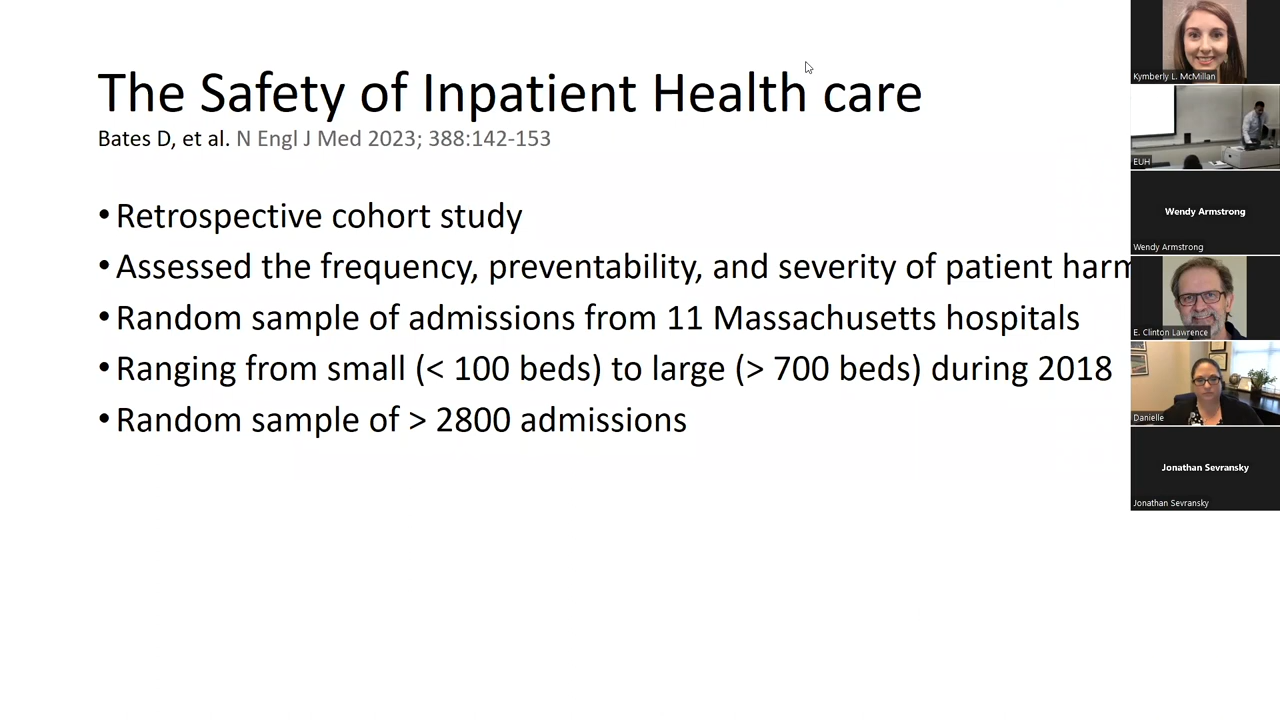 The Safety of Inpatient Health care
Bates D, et al. N Engl J Med 2023; 388:142-153
• Retrospective cohort study
• Assessed the frequency, preventability, and severity of patient harm
• Random sample of admissions from 11 Massachusetts hospitals
• Ranging from small (< 100 beds) to large (> 700 beds) during 2018
• Random sample of > 2800 admissions
Kymberly L. McMillan
EUH
Wendy Armstrong
Wendy Armstrong
E. Clinton Lawrence
Danielle
Jonathan Sevransky
Jonathan Sevransky